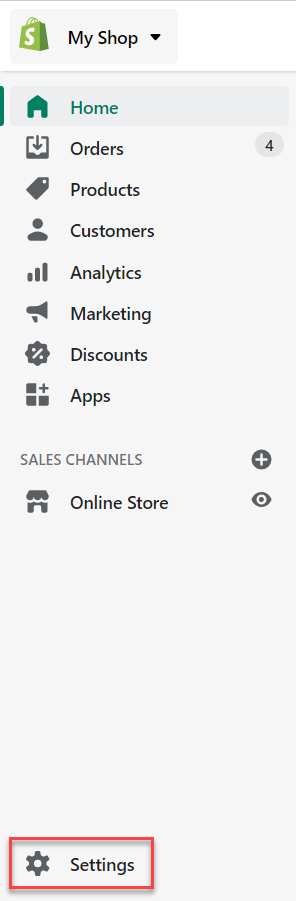 My Shop
Home
Orders 4
Products
Customers
Analytics
Marketing
Discounts
Apps
SALES CHANNELS
Online Store
Settings